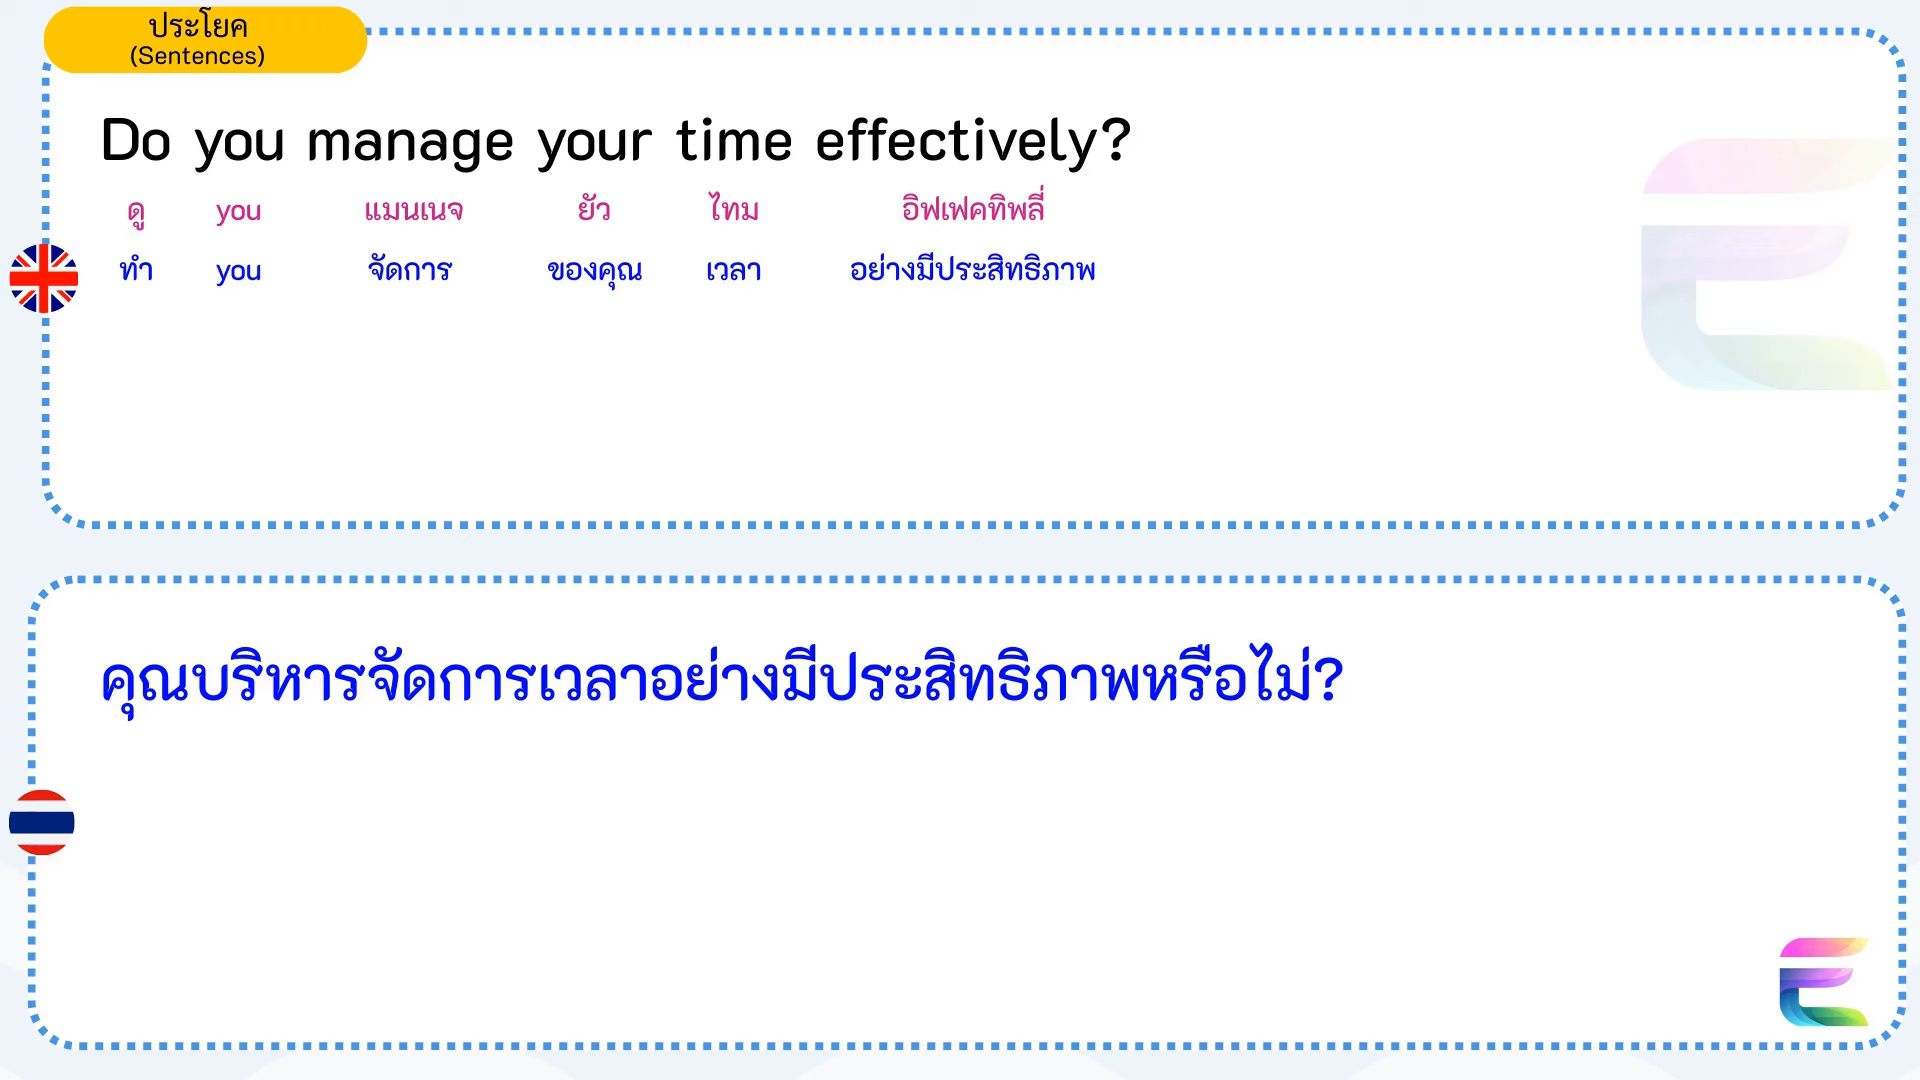 ประโยค
(Sentences)
Do you manage your time effectively?
ดู you แมนเนจ ยัว ไทม อิฟเฟคทิพลี่
ทำ you จัดการ ของคุณ เวลา อย่างมีประสิทธิภาพ
คุณบริหารจัดการเวลาอย่างมีประสิทธิภาพหรือไม่?